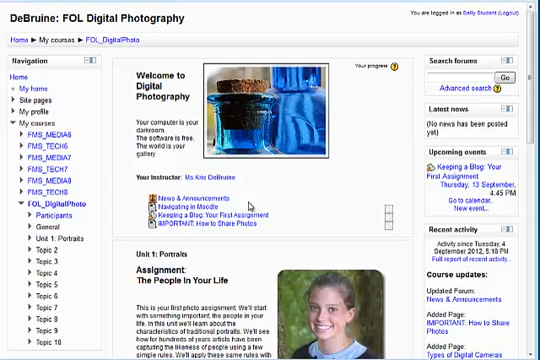 DeBruine: FOL Digital Photography
You are logged in as Sally Student (Logout)
Home ► My courses ► FOL_DigitalPhoto
Navigation
Home
My home
Site pages
My profile
My courses
FMS_MEDIA6
FMS_TECH6
FMS_MEDIA7
FMS_TECH7
FMS_MEDIA8
FMS_TECH8
FOL_DigitalPhoto
Participants
General
Unit 1: Portraits
Topic 2
Topic 3
Topic 4
Topic 5
Topic 6
Topic 7
Topic 8
Topic 9
Topic 10
Your progress
Welcome to
Digital
Photography
Your computer is your
darkroom.
The software is free.
The world is your
gallery.
Your Instructor: Ms Kris DeBruine
News & Announcements
Navigating in Moodle
Keeping a Blog: Your First Assignment
IMPORTANT: How to Share Photos
Unit 1: Portraits
Assignment:
The People In Your Life
This is your first photo assignment. We'll start
with something important, the people in
your life. In this unit we'll learn about the
characteristics of traditional portraits. We'll see
how for hundreds of years artists have been
capturing the likeness of people using a few
simple rules. We'll apply these same rules with
Search forums
Go
Advanced search
Latest news
(No news has been posted
yet)
Upcoming events
Keeping a Blog: Your
First Assignment
Thursday, 13 September,
4:45 PM
Go to calendar...
New event...
Recent activity
Activity since Tuesday, 4
September 2012, 5:18 PM
Full report of recent activity...
Course updates:
Updated Forum:
News & Announcements
Added Page:
IMPORTANT: How to Share
Photos
Added Page:
Types of Digital Cameras